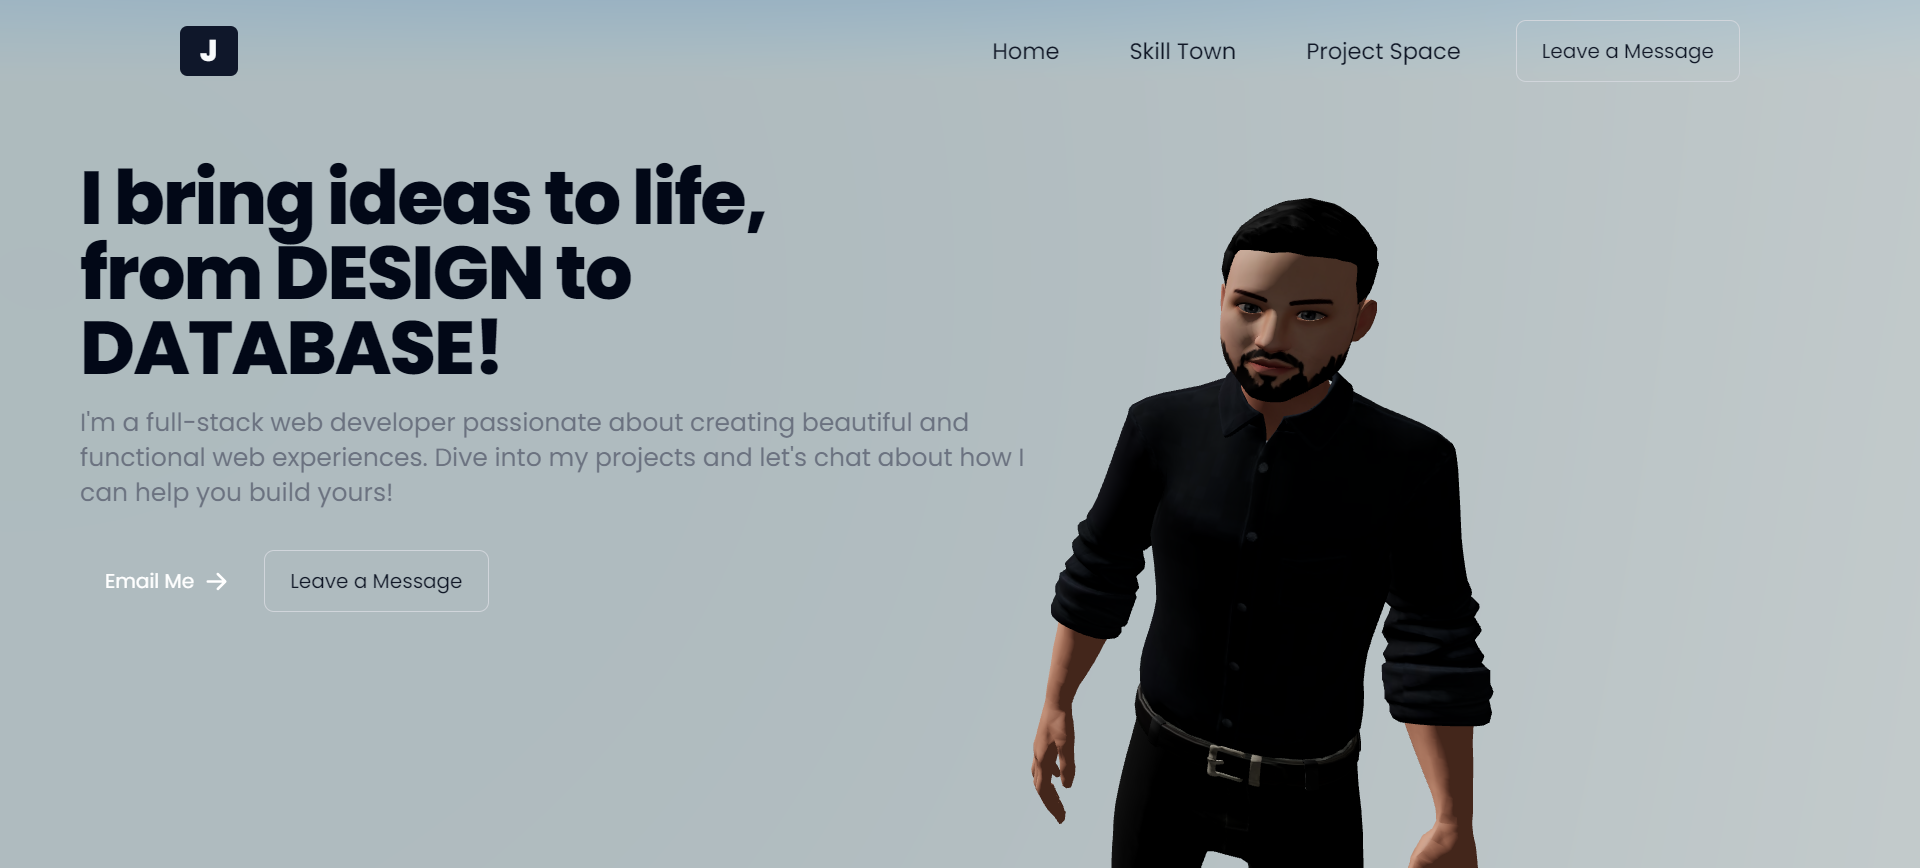 J
Home
Skill Town
Project Space
Leave a Message
I bring ideas to life,
from DESIGN to
DATABASE!
I'm a full-stack web developer passionate about creating beautiful and
functional web experiences. Dive into my projects and let's chat about how I
can help you build yours!
Email Me
Leave a Message